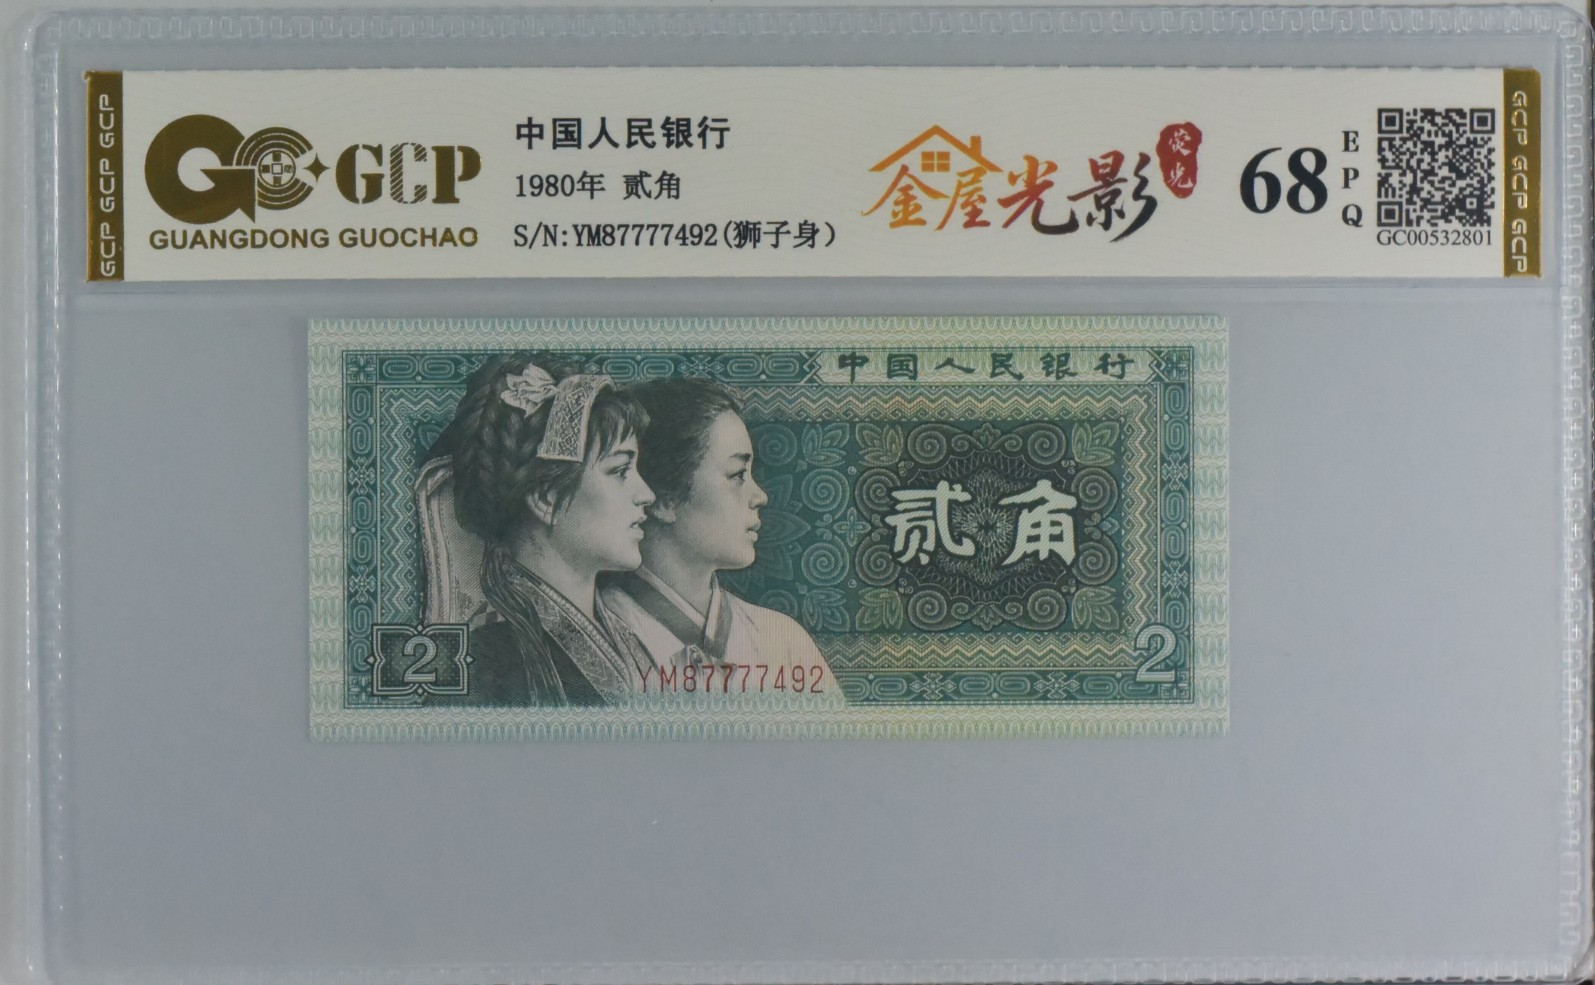 GCP GCP GCP
GCP
GUANGDONG GUOCHAO
中国人民银行
1980年 贰角
S/N:YM87777492(狮子身)
金屋光影
荧光
68
EPQ
GC00532801
GCP GCP GCP
中国人民银行
贰角
2
YM87777492
2